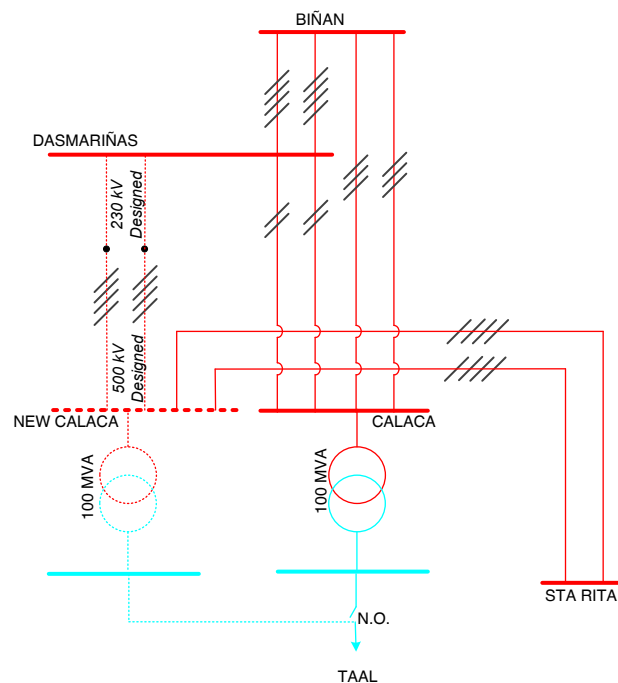 BIÑAN
DASMARIÑAS
230 kV
Designed
500 kV
Designed
NEW CALACA
CALACA
100 MVA
100 MVA
STA RITA
N.O.
TAAL